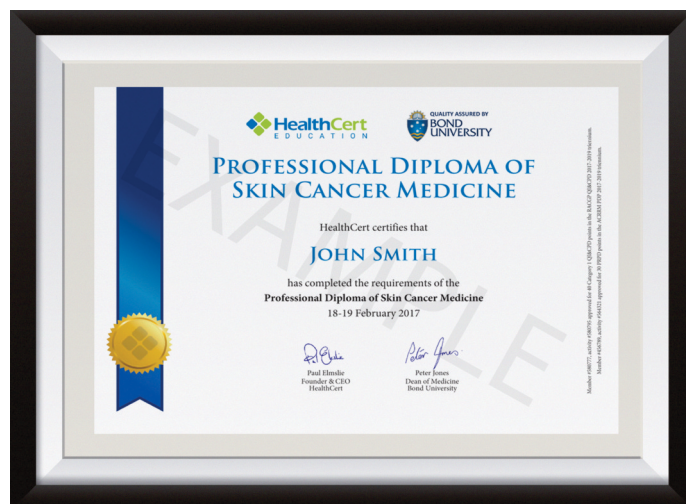 HealthCert
EDUCATION
QUALITY ASSURED BY
BOND
UNIVERSITY
PROFESSIONAL DIPLOMA OF
SKIN CANCER MEDICINE
HealthCert certifies that
JOHN SMITH
has completed the requirements of the
Professional Diploma of Skin Cancer Medicine
18-19 February 2017
Paul Elmslie
Founder & CEO
HealthCert
Peter Jones
Dean of Medicine
Bond University
EXAMPLE